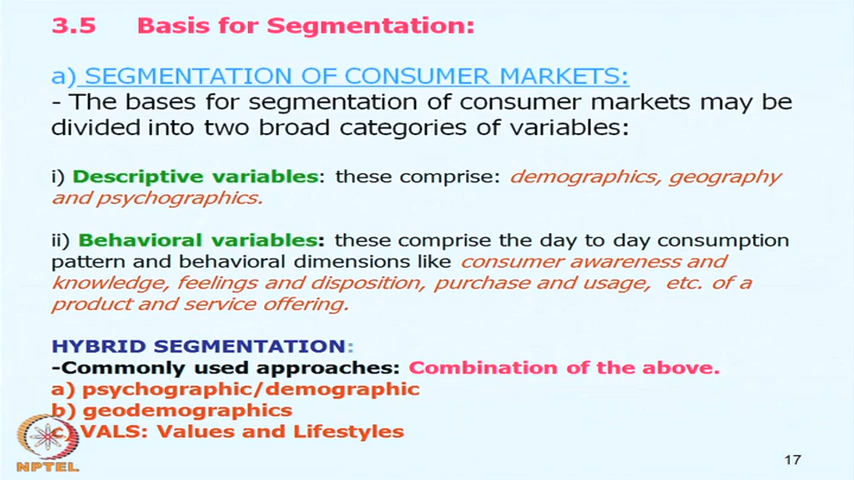 3.5 Basis for Segmentation:
a) SEGMENTATION OF CONSUMER MARKETS:
- The bases for segmentation of consumer markets may be
divided into two broad categories of variables:
i) Descriptive variables: these comprise: demographics, geography
and psychographics.
ii) Behavioral variables: these comprise the day to day consumption
pattern and behavioral dimensions like consumer awareness and
knowledge, feelings and disposition, purchase and usage, etc. of a
product and service offering.
HYBRID SEGMENTATION:
-Commonly used approaches: Combination of the above.
a) psychographic/demographic
b) geodemographics
c) VALS: Values and Lifestyles
NPTEL
17